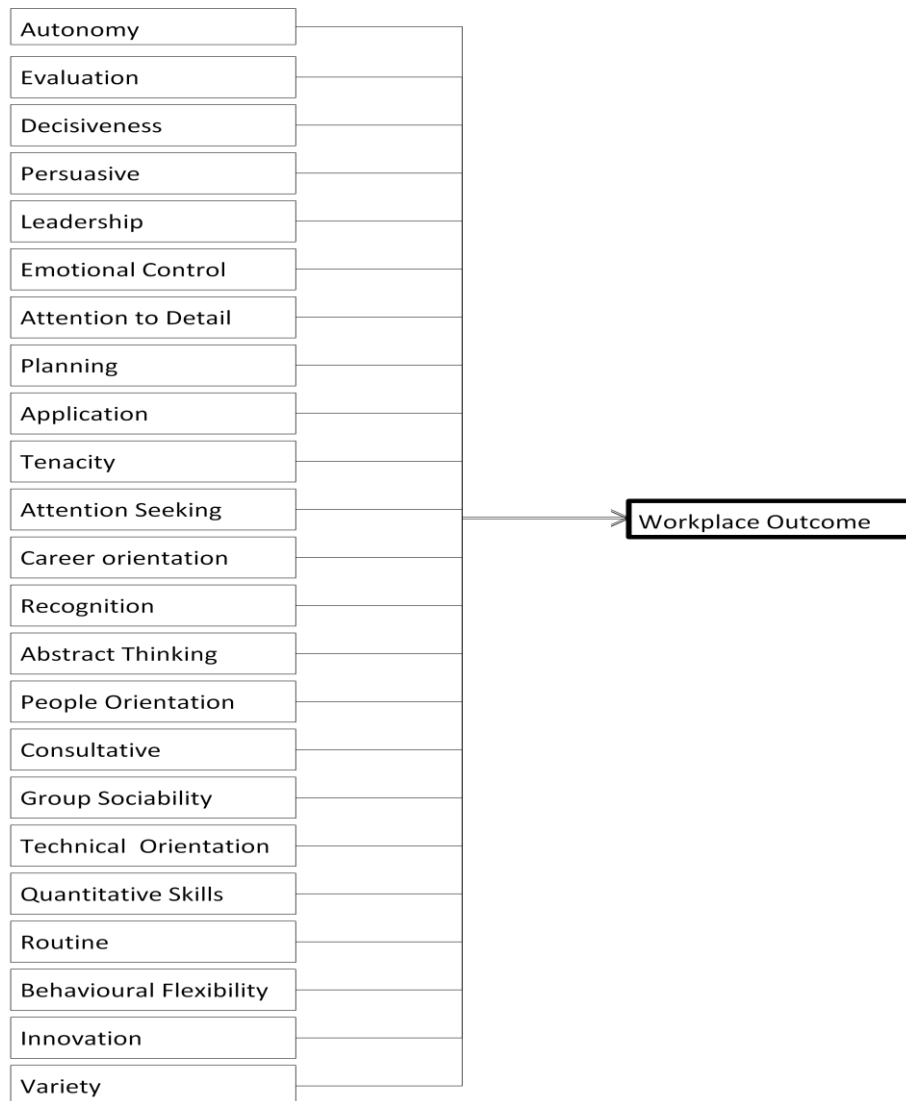 Autonomy
Evaluation
Decisiveness
Persuasive
Leadership
Emotional Control
Attention to Detail
Planning
Application
Tenacity
Attention Seeking
Workplace Outcome
Career orientation
Recognition
Abstract Thinking
People Orientation
Consultative
Group Sociability
Technical  Orientation
Quantitative Skills
Routine
Behavioural Flexibility
Innovation
Variety